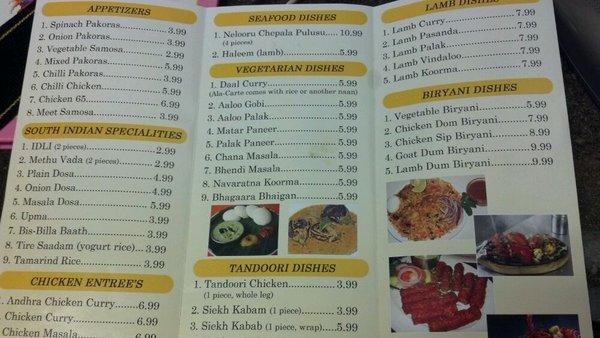 APPETIZERS
1. Spinach Pakoras.......3.99
2. Onion Pakoras..........3.99
3. Vegetable Samosa......2.99
4. Mixed Pakoras..........5.99
5. Chilli Pakoras...........3.99
6. Chilli Chicken...........5.99
7. Chicken 65................6.99
8. Meet Samosa.............3.99
SOUTH INDIAN SPECIALITIES
1. IDLI (2 pieces)................2.99
2. Methu Vada (2 pieces).......2.99
3. Plain Dosa..................4.99
4. Onion Dosa.................4.99
5. Masala Dosa...............5.99
6. Upma.........................3.99
7. Bis-Billa Baath............3.99
8. Tire Saadam (yogurt rice)...3.99
9. Tamarind Rice.............3.99
CHICKEN ENTREE'S
Andhra Chicken Curry......6.99
Chicken Curry.............6.99
Chicken Masala............6.99
SEAFOOD DISHES
1. Nelooru Chepala Pulusu.....10.99
(4 pieces)
2. Haleem (lamb)..................5.99
VEGETARIAN DISHES
1. Daal Curry.......................5.99
(Ala-Carte comes with rice or another naan)
2. Aaloo Gobi.......................5.99
3. Aaloo Palak.....................5.99
4. Matar Paneer....................5.99
5. Palak Paneer....................5.99
6. Chana Masala...................5.99
7. Bhendi Masala..................5.99
8. Navaratna Koorma.............5.99
9. Bhagaara Bhaigan.............5.99
TANDOORI DISHES
1. Tandoori Chicken..............3.99
(1 piece, whole leg)
2. Siekh Kabam (1 piece)........3.99
3. Siekh Kabab (1 piece, wrap).....5.99
LAMB DISHES
1. Lamb Curry....................7.99
2. Lamb Pasanda.................7.99
3. Lamb Palak....................7.99
4. Lamb Vindaloo................7.99
5. Lamb Koorma..................7.99
BIRYANI DISHES
1. Vegetable Biryani............5.99
2. Chicken Dom Biryani........7.99
3. Chicken Sip Biryani..........8.99
4. Goat Dum Biryani............9.99
5. Lamb Dum Biryani...........9.99